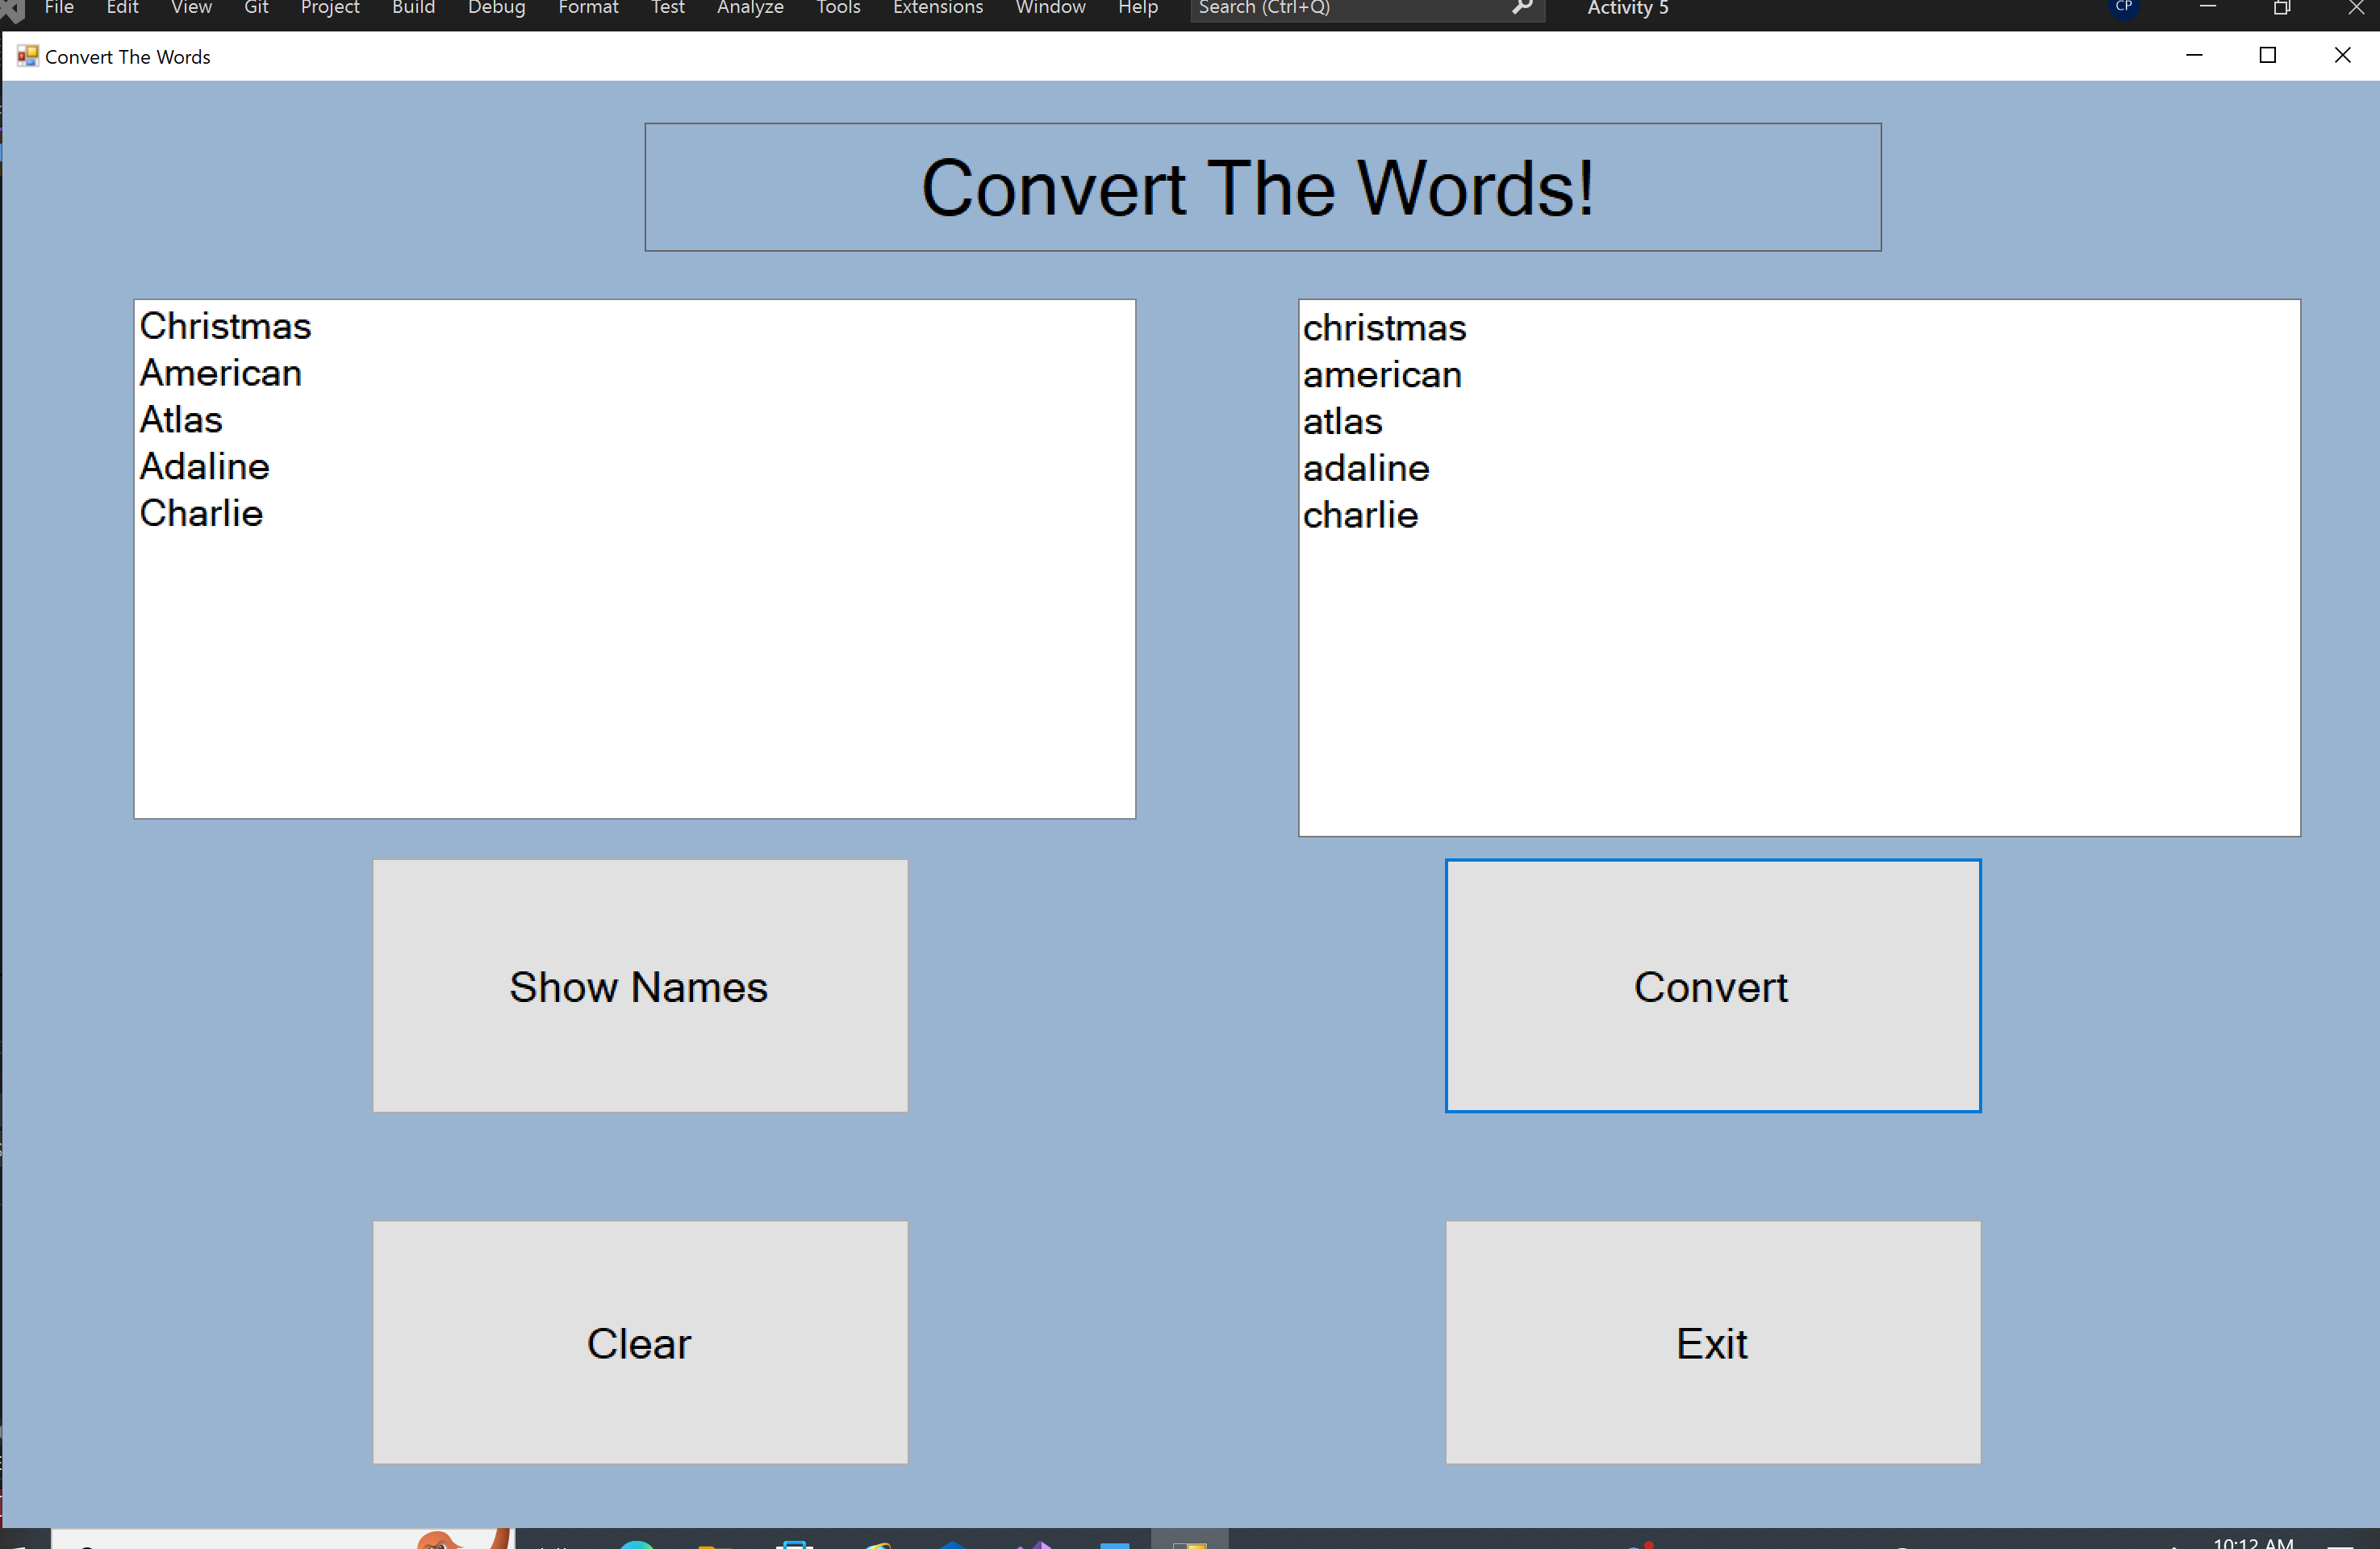 File Edit View Git Project Build Debug Format Test Analyze Tools Extensions Window Help Search (Ctrl+Q) Activity 5 CP
Convert The Words
Convert The Words!
Christmas
American
Atlas
Adaline
Charlie
christmas
american
atlas
adaline
charlie
Show Names
Convert
Clear
Exit
10:12 AM